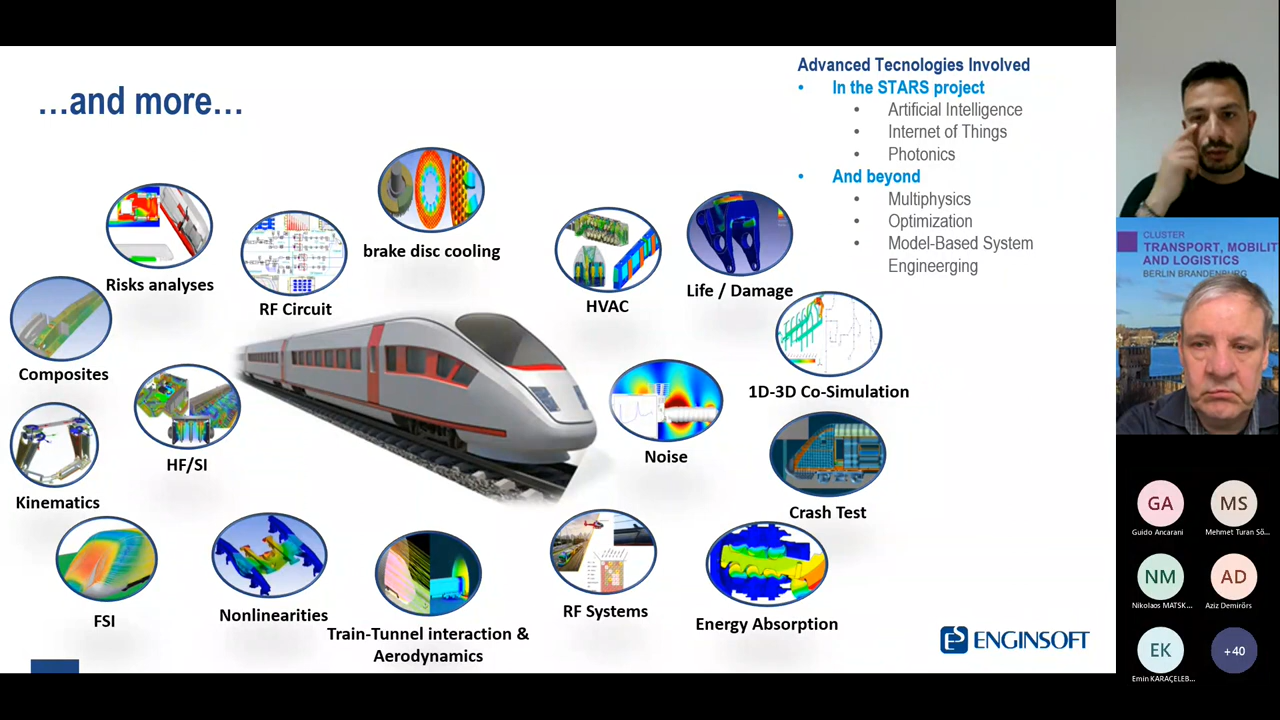 …and more…
Advanced Tecnologies Involved
• In the STARS project
• Artificial Intelligence
• Internet of Things
• Photonics
• And beyond
• Multiphysics
• Optimization
• Model-Based System
Engineerging
brake disc cooling
Risks analyses
RF Circuit
HVAC
Life / Damage
Composites
1D-3D Co-Simulation
HF/SI
Noise
Kinematics
Crash Test
FSI
Nonlinearities
Train-Tunnel interaction &
Aerodynamics
RF Systems
Energy Absorption
ENGINSOFT
CLUSTER
TRANSPORT, MOBILIT
AND LOGISTICS
BERLIN BRANDENBURG
GA
MS
Guido Ancarani
Mehmet Turan Sö...
NM
AD
Nikolaos MATSK...
Aziz Demirörs
EK
+40
Emin KARAÇELEB...